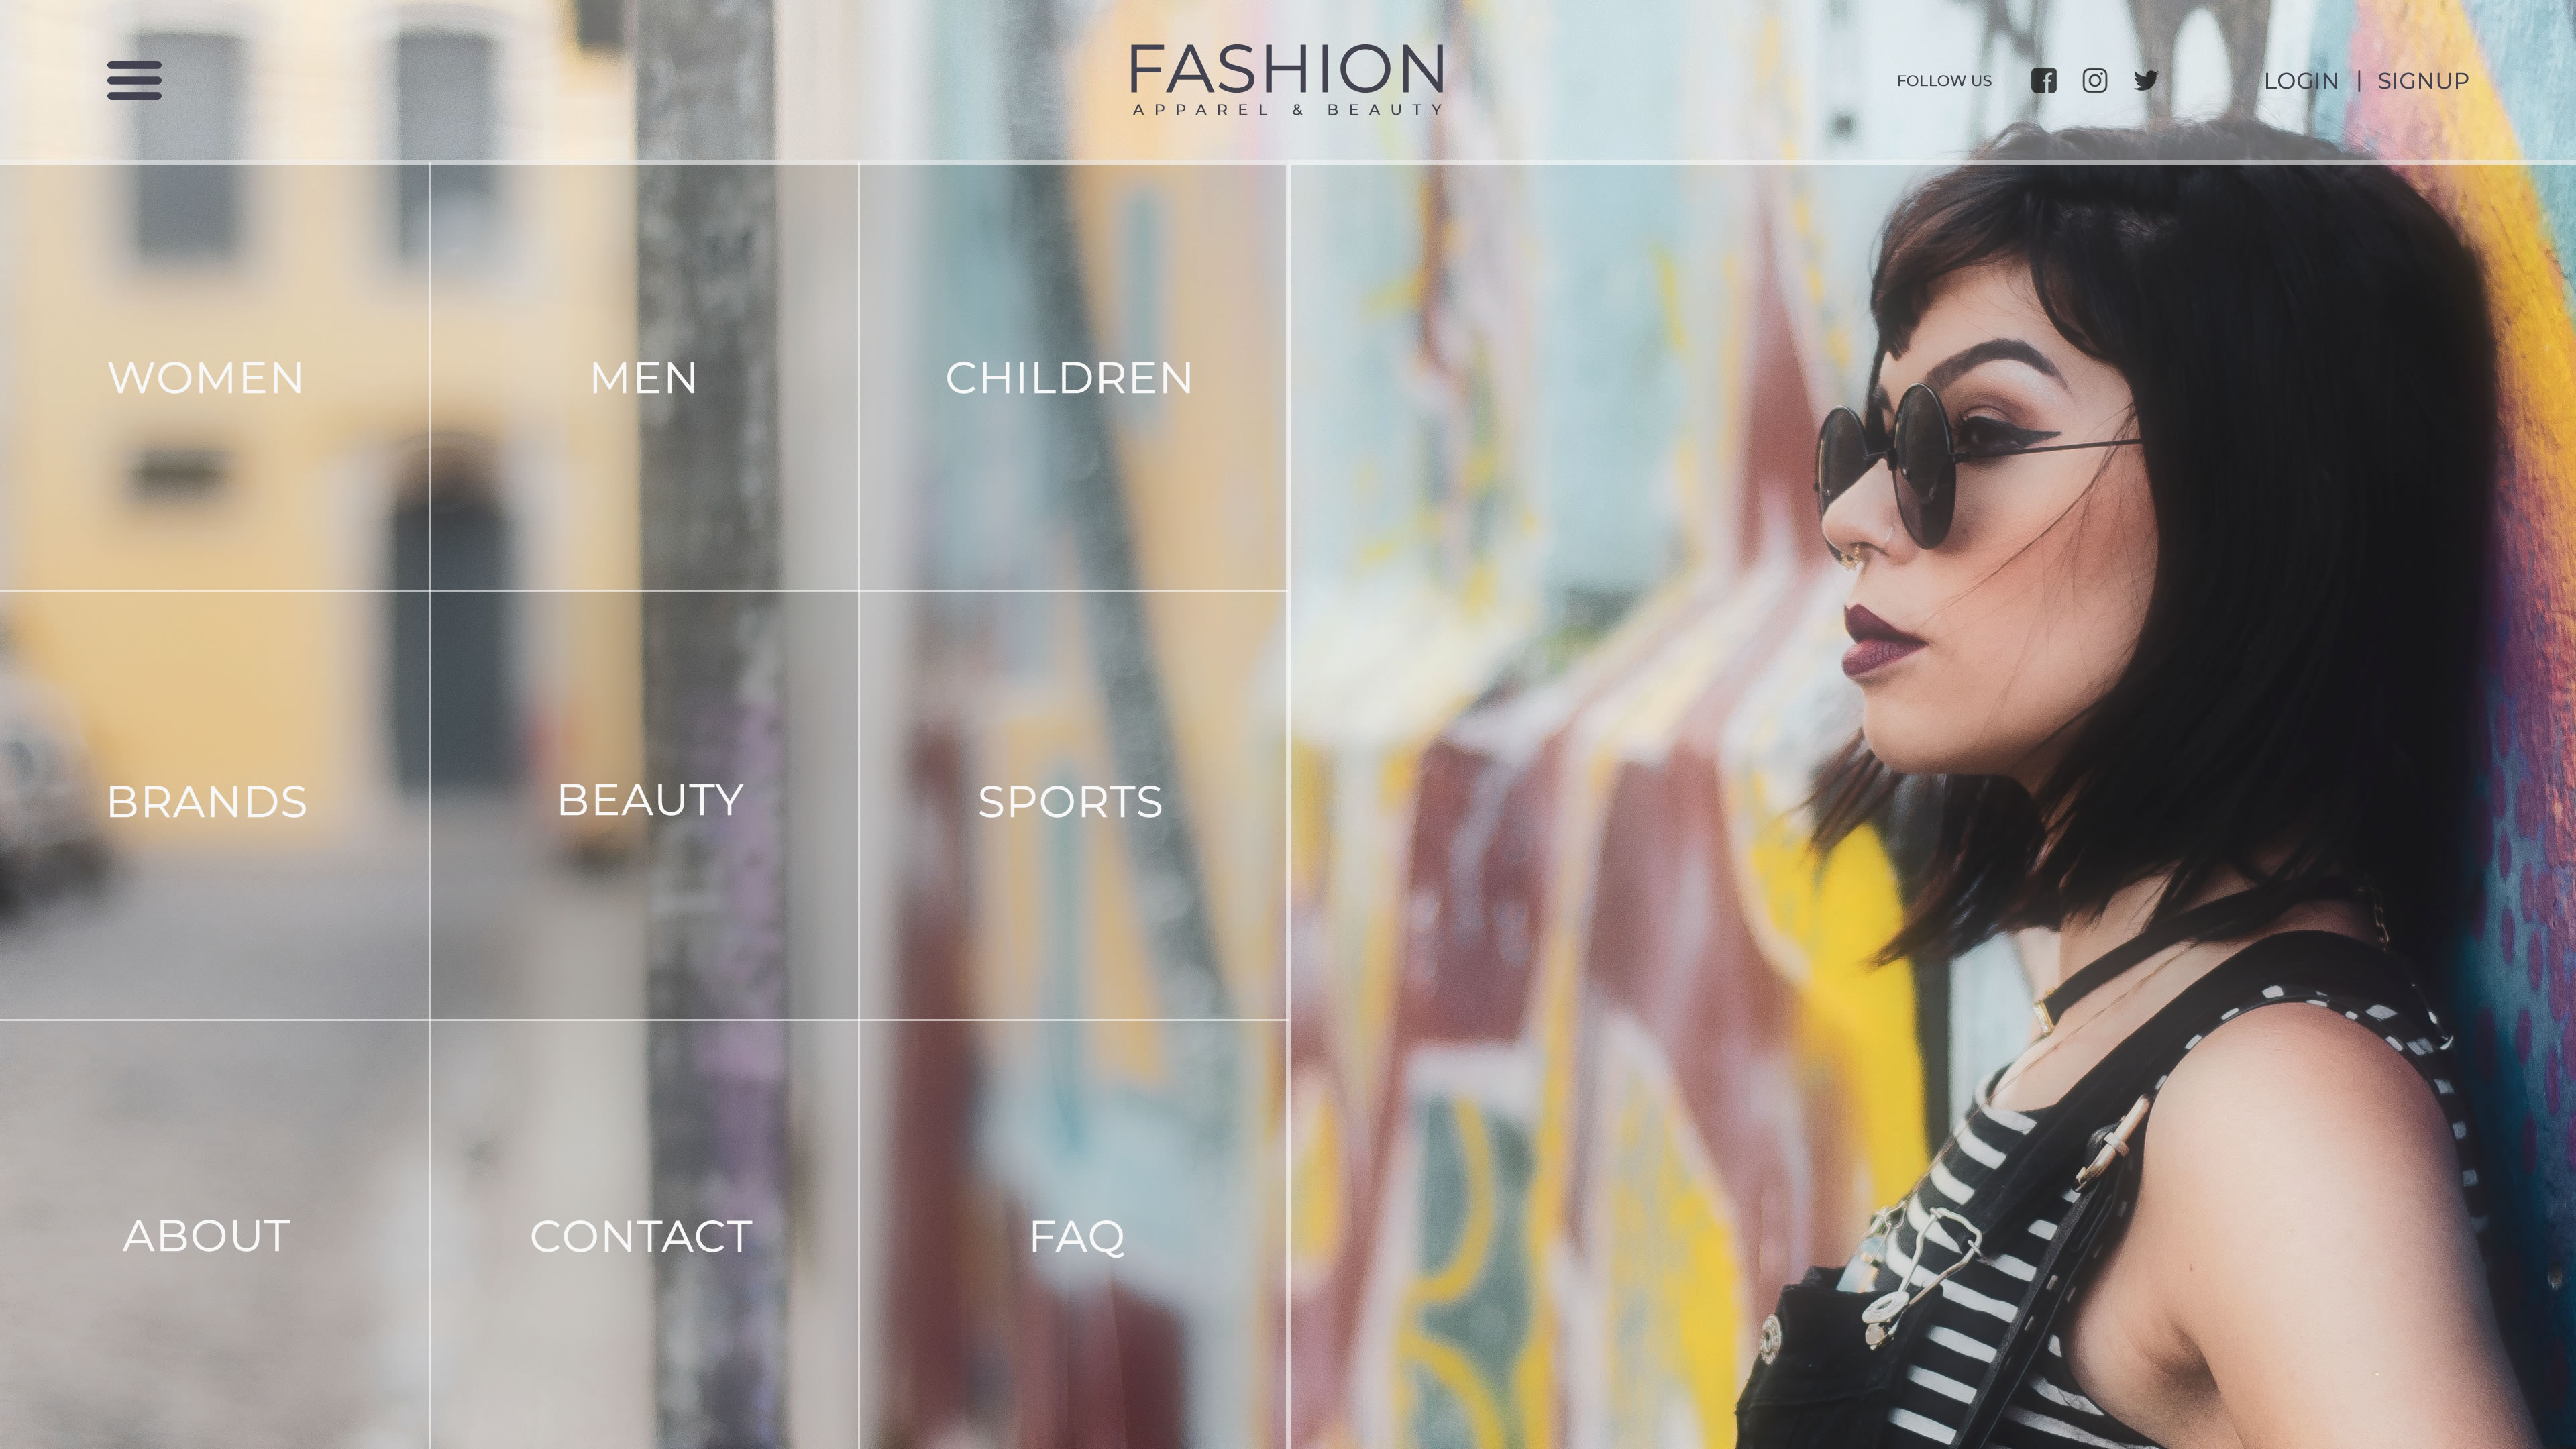 FASHION
APPAREL & BEAUTY
FOLLOW US
LOGIN | SIGNUP
WOMEN
MEN
CHILDREN
BRANDS
BEAUTY
SPORTS
ABOUT
CONTACT
FAQ